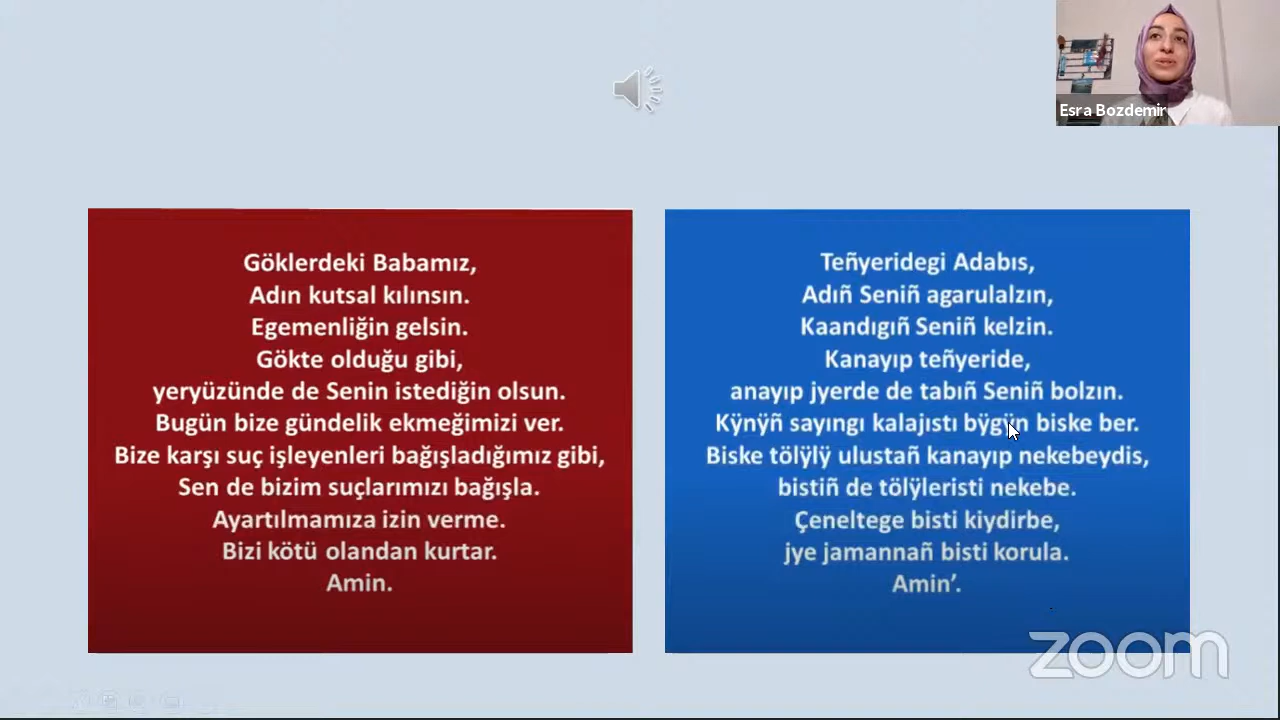 Esra Bozdemir
Göklerdeki Babamız,
Adın kutsal kılınsın.
Egemenliğin gelsin.
Gökte olduğu gibi,
yeryüzünde de Senin istediğin olsun.
Bugün bize gündelik ekmeğimizi ver.
Bize karşı suç işleyenleri bağışladığımız gibi,
Sen de bizim suçlarımızı bağışla.
Ayartılmamıza izin verme.
Bizi kötü olandan kurtar.
Amin.
Teñyeridegi Adabıs,
Adıñ Seniñ agarulalzın,
Kaandıgıñ Seniñ kelzin.
Kanayıp teñyeride,
anayıp jyerde de tabıñ Seniñ bolzın.
Kÿnÿñ sayıngı kalajıstı bÿgÿn biske ber.
Biske tölÿlÿ ulustañ kanayıp nekebeydis,
bistiñ de tölÿleristi nekebe.
Çeneltege bisti kiydirbe,
jye jamannañ bisti korula.
Amin’.
zoom